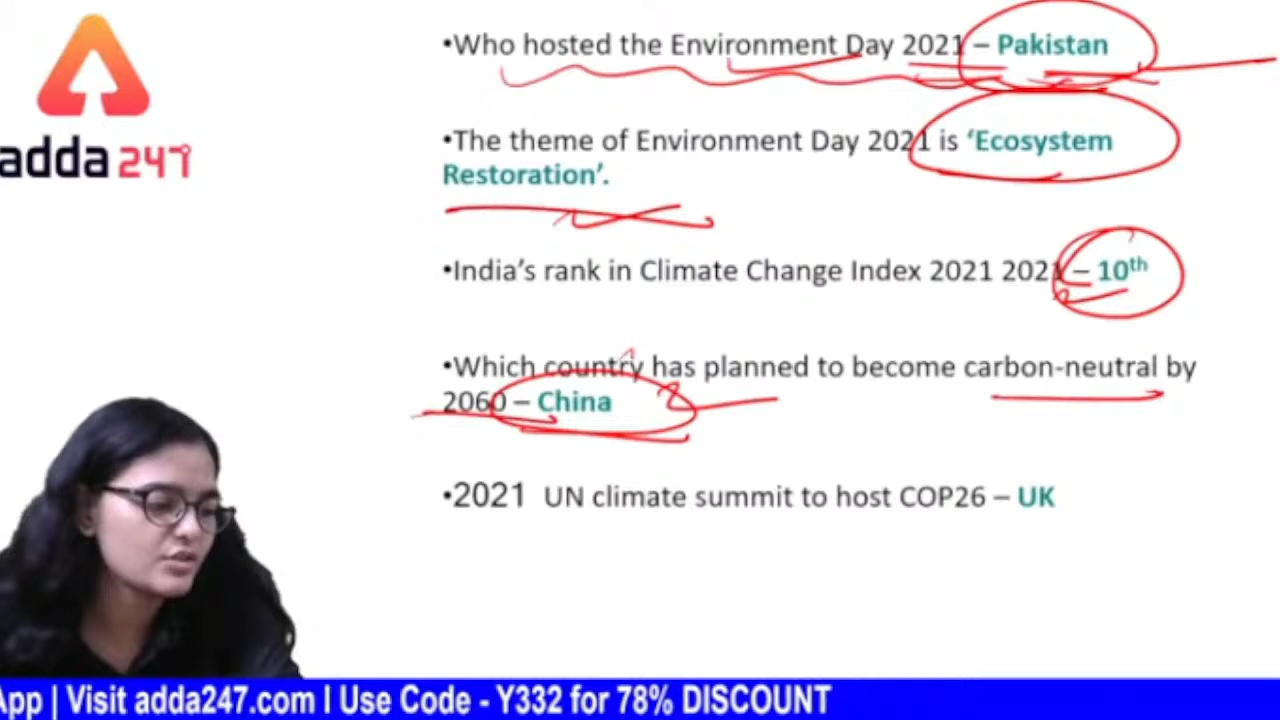 adda247
•Who hosted the Environment Day 2021 – Pakistan
•The theme of Environment Day 2021 is ‘Ecosystem
Restoration’.
•India’s rank in Climate Change Index 2021 2021 – 10th
•Which country has planned to become carbon-neutral by
2060 – China
•2021 UN climate summit to host COP26 – UK
App | Visit adda247.com I Use Code - Y332 for 78% DISCOUNT